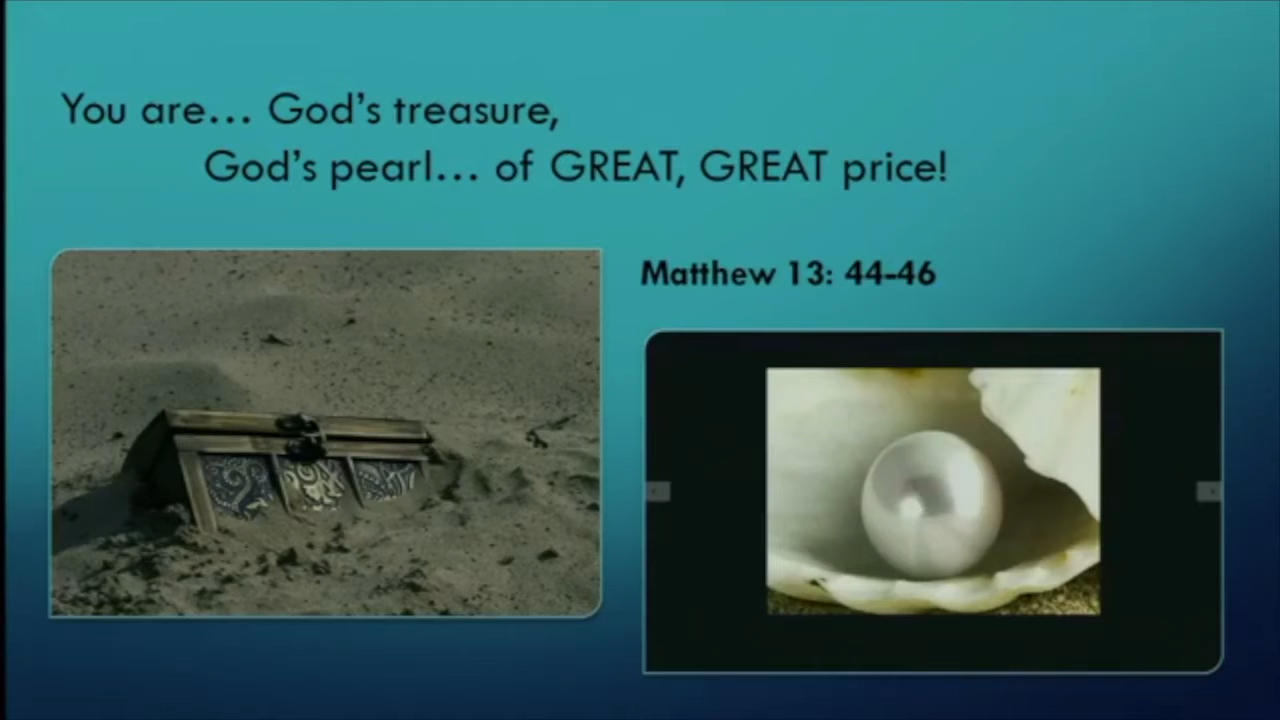 You are... God's treasure,
God's pearl... of GREAT, GREAT price!
Matthew 13: 44-46